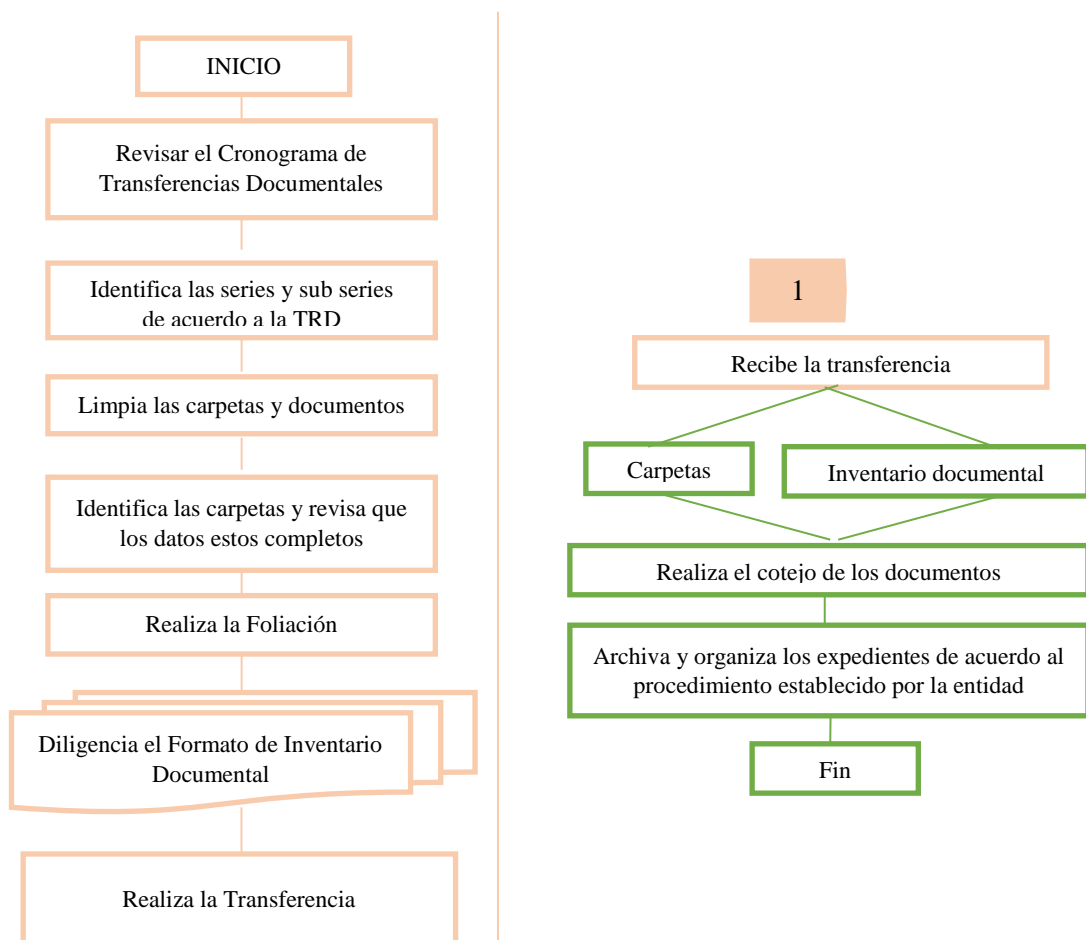 INICIO
Revisar el Cronograma de
Transferencias Documentales
Identifica las series y sub series
de acuerdo a la TRD
Limpia las carpetas y documentos
Identifica las carpetas y revisa que
los datos estos completos
Realiza la Foliación
Diligencia el Formato de Inventario
Documental
Realiza la Transferencia
1
Recibe la transferencia
Carpetas
Inventario documental
Realiza el cotejo de los documentos
Archiva y organiza los expedientes de acuerdo al
procedimiento establecido por la entidad
Fin